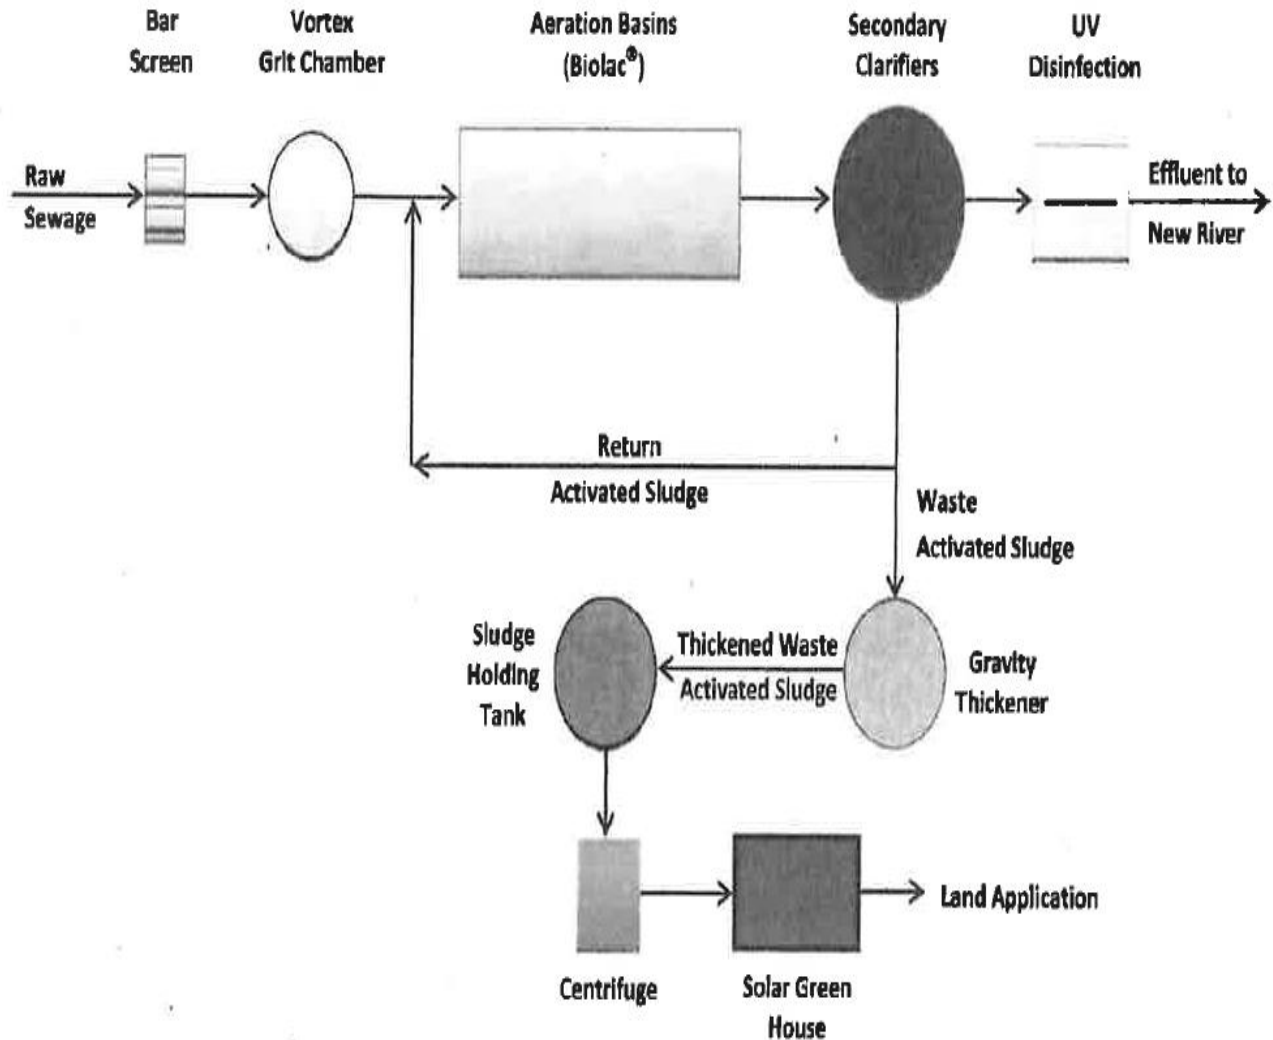 Bar
Screen
Vortex
Grit Chamber
Aeration Basins
(Biolac®)
Secondary
Clarifiers
UV
Disinfection
Raw
Sewage
Effluent to
New River
Return
Activated Sludge
Waste
Activated Sludge
Sludge
Holding
Tank
Thickened Waste
Activated Sludge
Gravity
Thickener
Land Application
Centrifuge
Solar Green
House